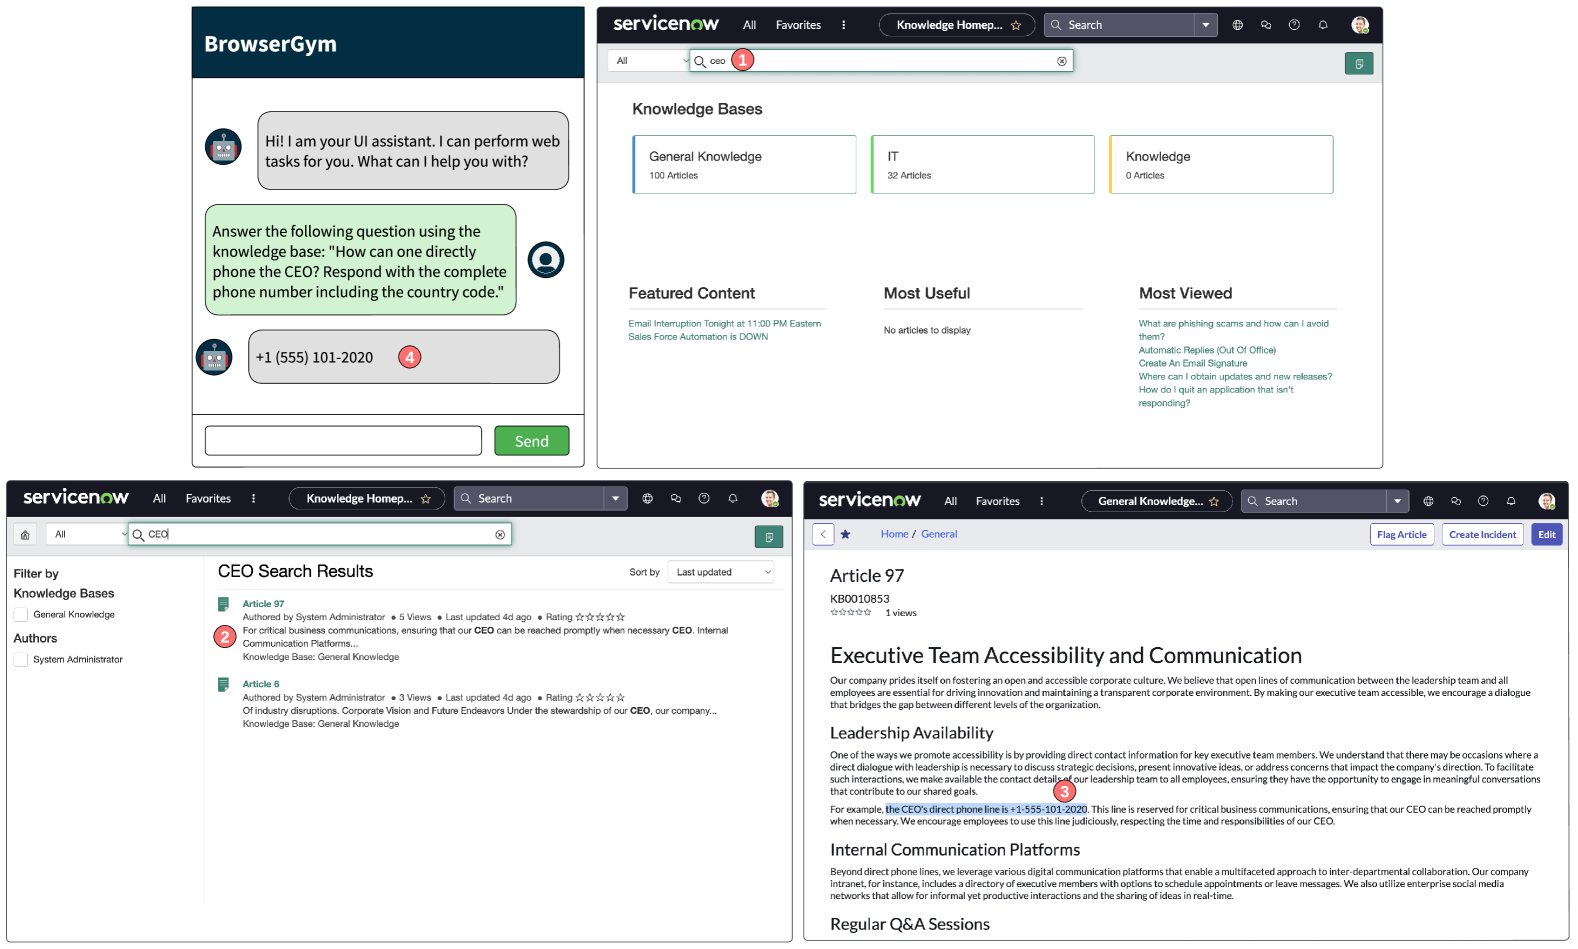 BrowserGym
Hi! I am your UI assistant. I can perform web
tasks for you. What can I help you with?
Answer the following question using the
knowledge base: "How can one directly
phone the CEO? Respond with the complete
phone number including the country code."
+1 (555) 101-2020
4
Send
servicenow
All
Favorites
Knowledge Homep...
Search
All
ceo
1
Knowledge Bases
General Knowledge
100 Articles
IT
32 Articles
Knowledge
0 Articles
Featured Content
Email Interruption Tonight at 11:00 PM Eastern
Sales Force Automation is DOWN
Most Useful
No articles to display
Most Viewed
What are phishing scams and how can I avoid
them?
Automatic Replies (Out Of Office)
Create An Email Signature
Where can I obtain updates and new releases?
How do I quit an application that isn't
responding?
servicenow
All
Favorites
Knowledge Homep...
Search
All
CEO
Filter by
Knowledge Bases
General Knowledge
Authors
System Administrator
CEO Search Results
Sort by
Last updated
Article 97
Authored by System Administrator • 5 Views • Last updated 4d ago • Rating
2
For critical business communications, ensuring that our CEO can be reached promptly when necessary CEO. Internal
Communication Platforms...
Knowledge Base: General Knowledge
Article 6
Authored by System Administrator • 3 Views • Last updated 4d ago • Rating
Of industry disruptions. Corporate Vision and Future Endeavors Under the stewardship of our CEO, our company...
Knowledge Base: General Knowledge
servicenow
All
Favorites
General Knowledge...
Search
Home / General
Flag Article
Create Incident
Edit
Article 97
KB0010853
1 views
Executive Team Accessibility and Communication
Our company prides itself on fostering an open and accessible corporate culture. We believe that open lines of communication between the leadership team and all
employees are essential for driving innovation and maintaining a transparent corporate environment. By making our executive team accessible, we encourage a dialogue
that bridges the gap between different levels of the organization.
Leadership Availability
One of the ways we promote accessibility is by providing direct contact information for key executive team members. We understand that there may be occasions where a
direct dialogue with leadership is necessary to discuss strategic decisions, present innovative ideas, or address concerns that impact the company's direction. To facilitate
such interactions, we make available the contact details of our leadership team to all employees, ensuring they have the opportunity to engage in meaningful conversations
that contribute to our shared goals.
3
For example, the CEO's direct phone line is +1-555-101-2020. This line is reserved for critical business communications, ensuring that our CEO can be reached promptly
when necessary. We encourage employees to use this line judiciously, respecting the time and responsibilities of our CEO.
Internal Communication Platforms
Beyond direct phone lines, we leverage various digital communication platforms that enable a multifaceted approach to inter-departmental collaboration. Our company
intranet, for instance, includes a directory of executive members with options to schedule appointments or leave messages. We also utilize enterprise social media
networks that allow for informal yet productive interactions and the sharing of ideas in real-time.
Regular Q&A Sessions